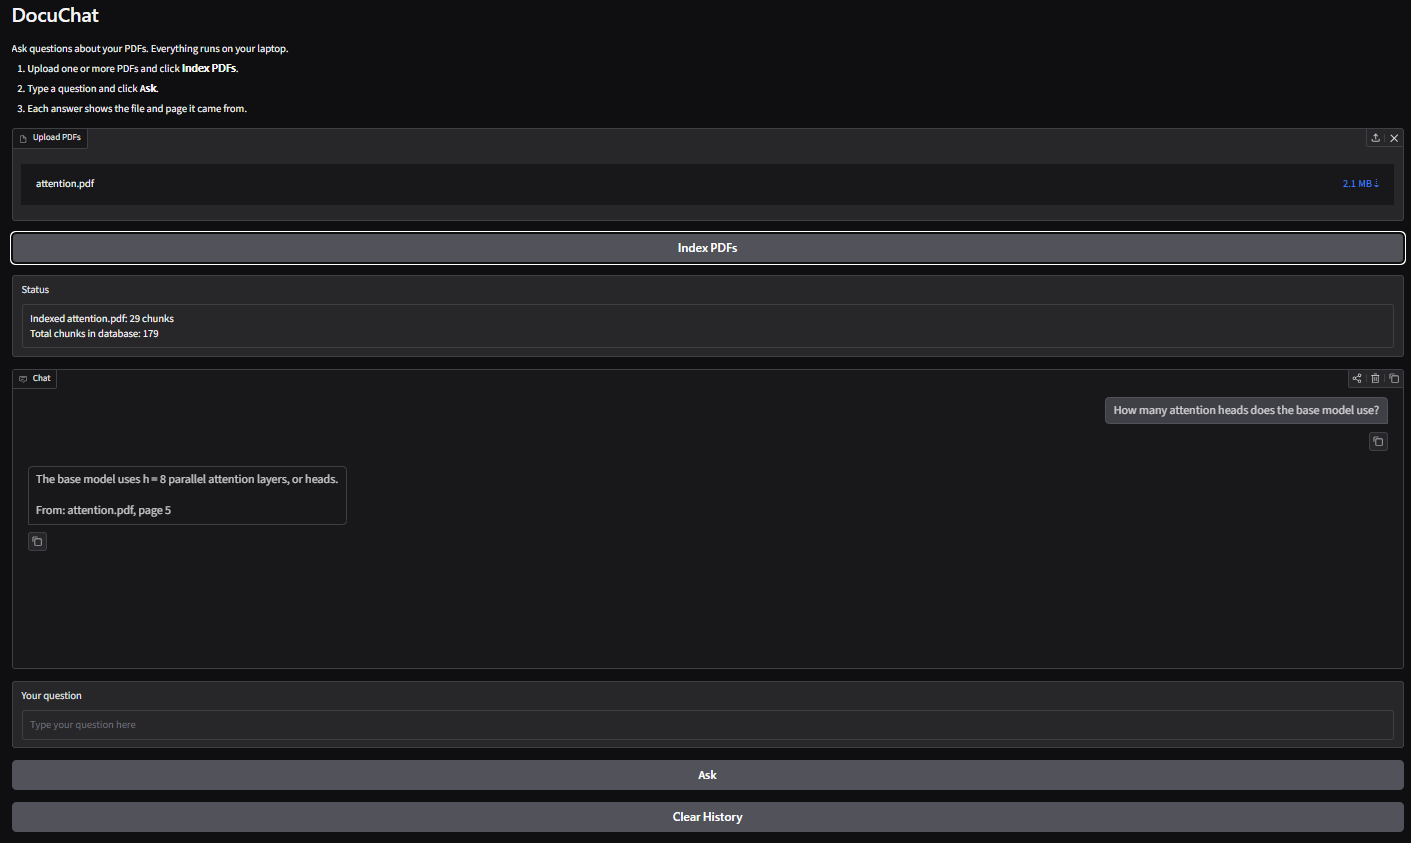 DocuChat
Ask questions about your PDFs. Everything runs on your laptop.
1. Upload one or more PDFs and click Index PDFs.
2. Type a question and click Ask.
3. Each answer shows the file and page it came from.
Upload PDFs
attention.pdf
2.1 MB ⇣
Index PDFs
Status
Indexed attention.pdf: 29 chunks
Total chunks in database: 179
Chat
How many attention heads does the base model use?
The base model uses h = 8 parallel attention layers, or heads.
From: attention.pdf, page 5
Your question
Type your question here
Ask
Clear History